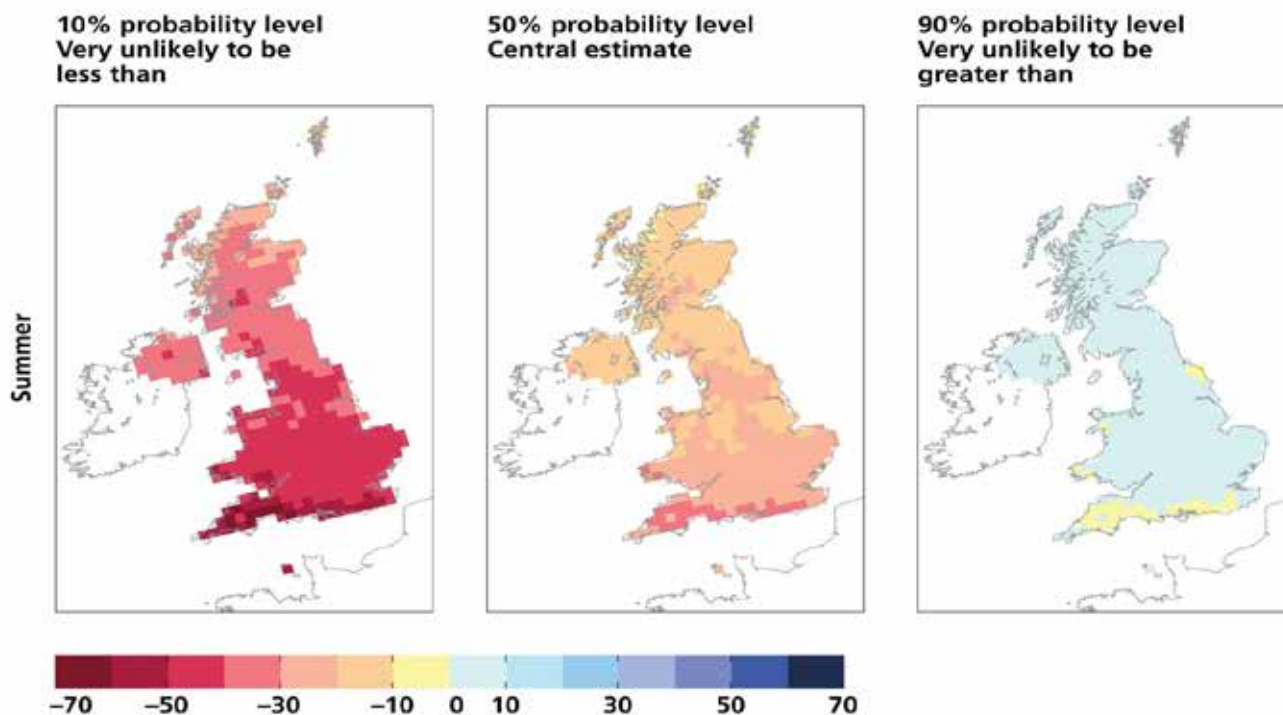 10% probability level
Very unlikely to be
less than
50% probability level
Central estimate
90% probability level
Very unlikely to be
greater than
Summer
−70 −50 −30 −10 0 10 30 50 70